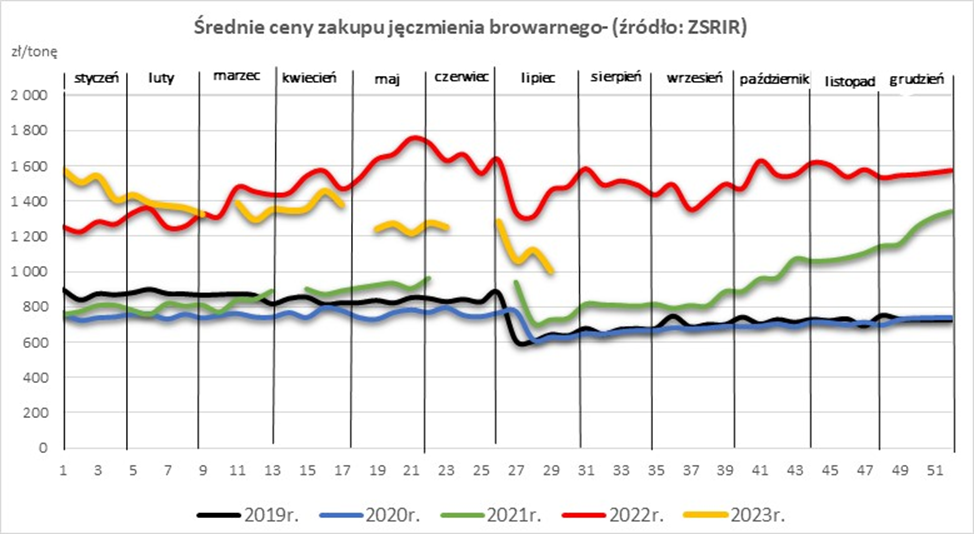 Średnie ceny zakupu jęczmienia browarnego- (źródło: ZSRIR)
zł/tonę
styczeń luty marzec kwiecień maj czerwiec lipiec sierpień wrzesień październik listopad grudzień
2 000
1 800
1 600
1 400
1 200
1 000
800
600
400
200
0
1 3 5 7 9 11 13 15 17 19 21 23 25 27 29 31 33 35 37 39 41 43 45 47 49 51
2019r. 2020r. 2021r. 2022r. 2023r.